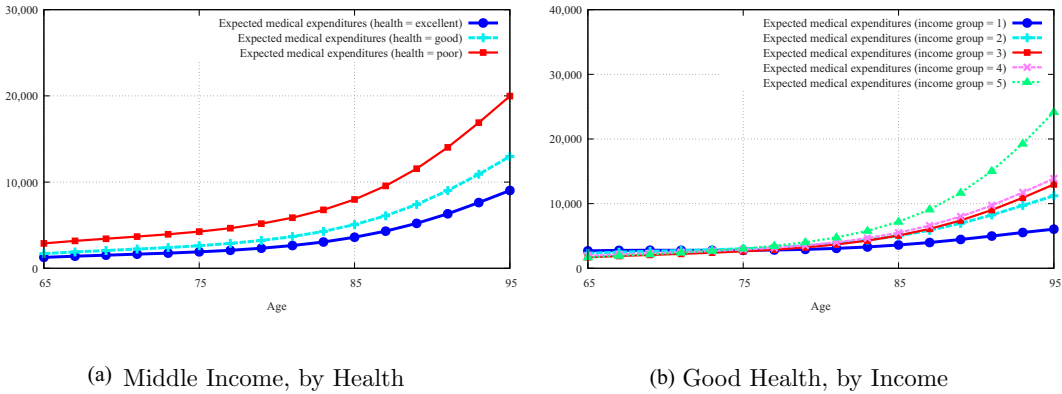 30,000
20,000
10,000
0
65
75
85
95
Age
Expected medical expenditures (health = excellent)
Expected medical expenditures (health = good)
Expected medical expenditures (health = poor)
(a) Middle Income, by Health
40,000
30,000
20,000
10,000
0
65
75
85
95
Age
Expected medical expenditures (income group = 1)
Expected medical expenditures (income group = 2)
Expected medical expenditures (income group = 3)
Expected medical expenditures (income group = 4)
Expected medical expenditures (income group = 5)
(b) Good Health, by Income